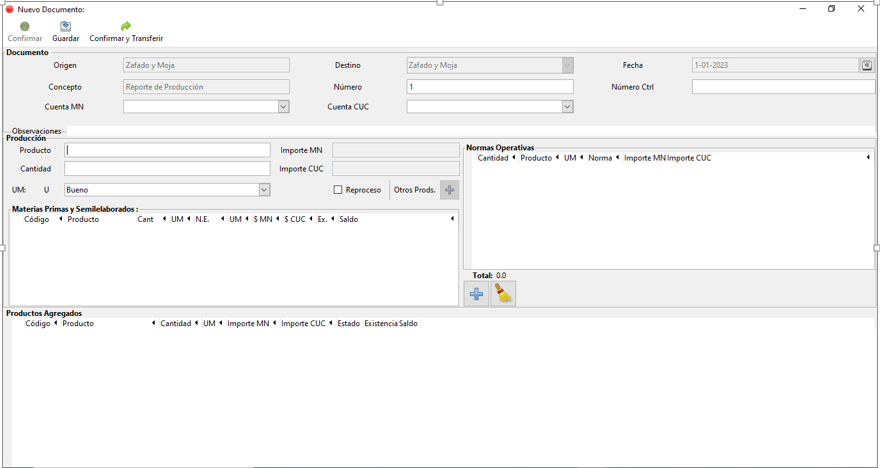 Nuevo Documento:
Confirmar Guardar Confirmar y Transferir
Documento
Origen Zafado y Moja Destino Zafado y Moja Fecha 1-01-2023
Concepto Reporte de Producción Número 1 Número Ctrl
Cuenta MN Cuenta CUC
Observaciones
Producción
Producto Importe MN
Cantidad Importe CUC
UM: U Bueno Reproceso Otros Prods.
Normas Operativas
Cantidad Producto UM Norma Importe MN Importe CUC
Materias Primas y Semilelaborados :
Código Producto Cant UM N.E. UM $ MN $ CUC Ex. Saldo
Total: 0.0
Productos Agregados
Código Producto Cantidad UM Importe MN Importe CUC Estado Existencia Saldo